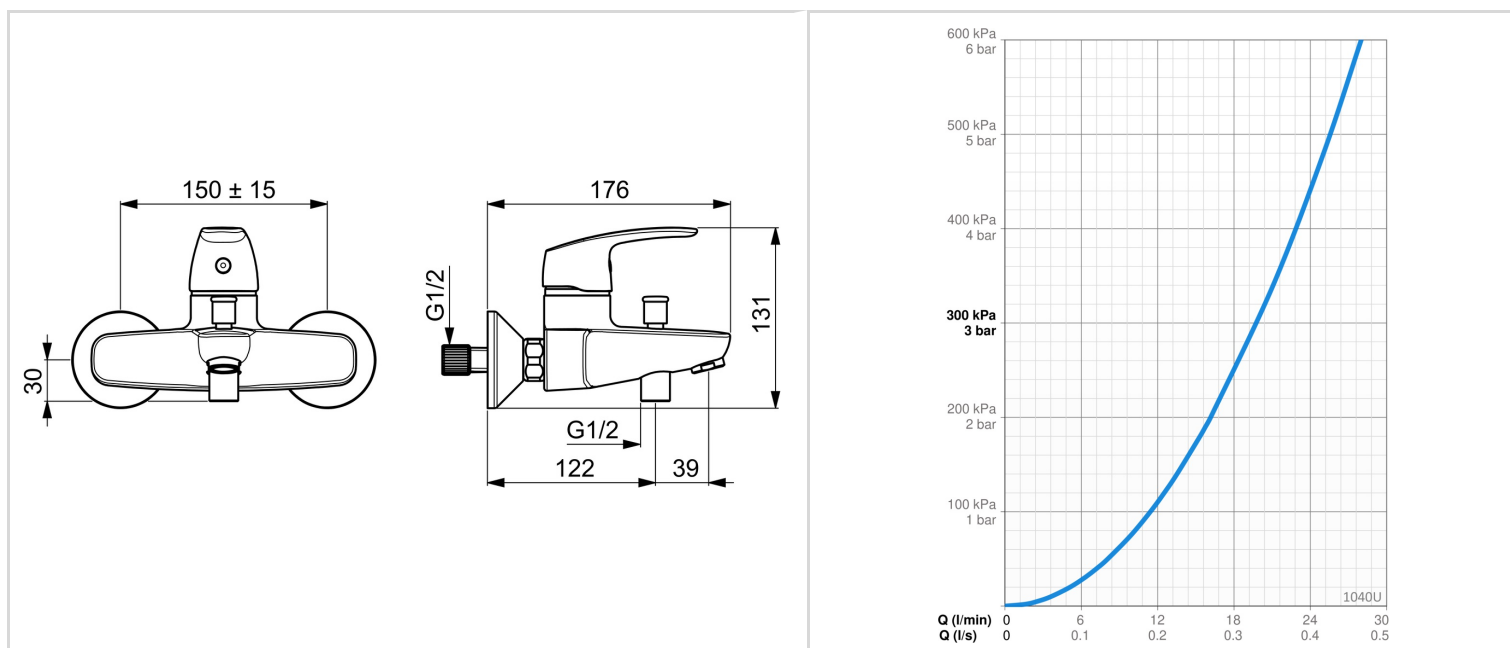 150 ± 15
30
176
G1/2
131
G1/2
122
39
600 kPa
6 bar
500 kPa
5 bar
400 kPa
4 bar
300 kPa
3 bar
200 kPa
2 bar
100 kPa
1 bar
1040U
Q (l/min) 0 6 12 18 24 30
Q (l/s) 0 0.1 0.2 0.3 0.4 0.5